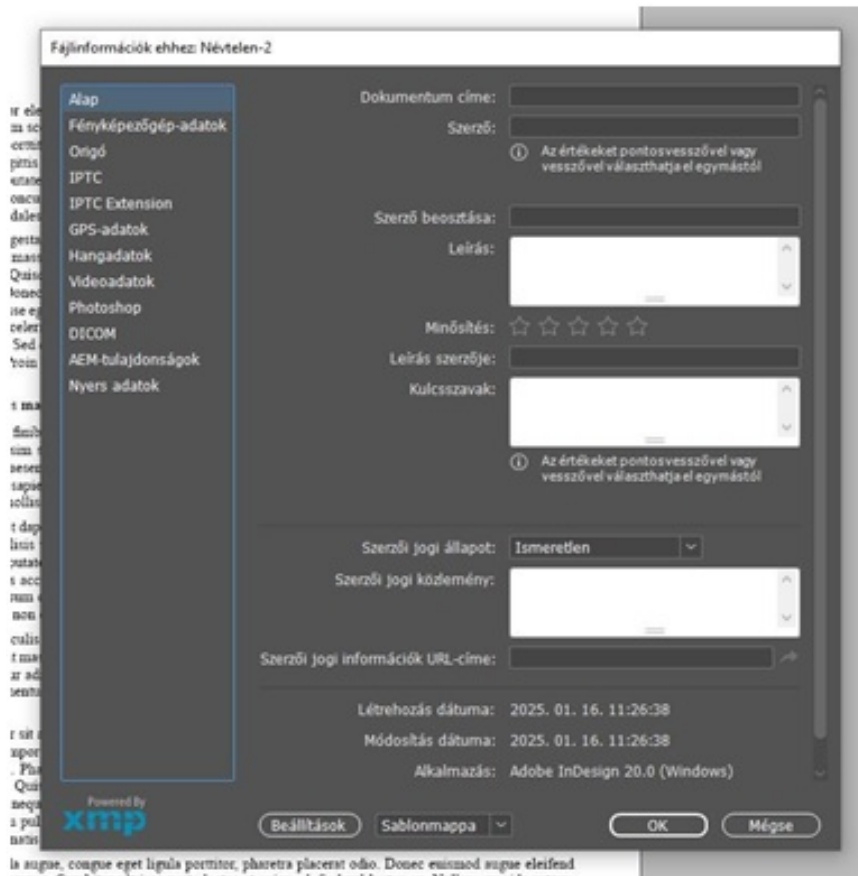 Fájlinformációk ehhez: Névtelen-2
Alap
Fényképezőgép-adatok
Origó
IPTC
IPTC Extension
GPS-adatok
Hangadatok
Videoadatok
Photoshop
DICOM
AEM-tulajdonságok
Nyers adatok
Dokumentum címe:
Szerző:
Az értékeket pontosvesszővel vagy
vesszővel választhatja el egymástól
Szerző beosztása:
Leírás:
Minősítés:
Leírás szerzője:
Kulcsszavak:
Az értékeket pontosvesszővel vagy
vesszővel választhatja el egymástól
Szerzői jogi állapot: Ismeretlen
Szerzői jogi közlemény:
Szerzői jogi információk URL-címe:
Létrehozás dátuma: 2025. 01. 16. 11:26:38
Módosítás dátuma: 2025. 01. 16. 11:26:38
Alkalmazás: Adobe InDesign 20.0 (Windows)
Powered By
xmp
Beállítások Sablonmappa OK Mégse
la augue, congue eget ligula porttitor, pharetra placerat odio. Donec euismod augue eleifend